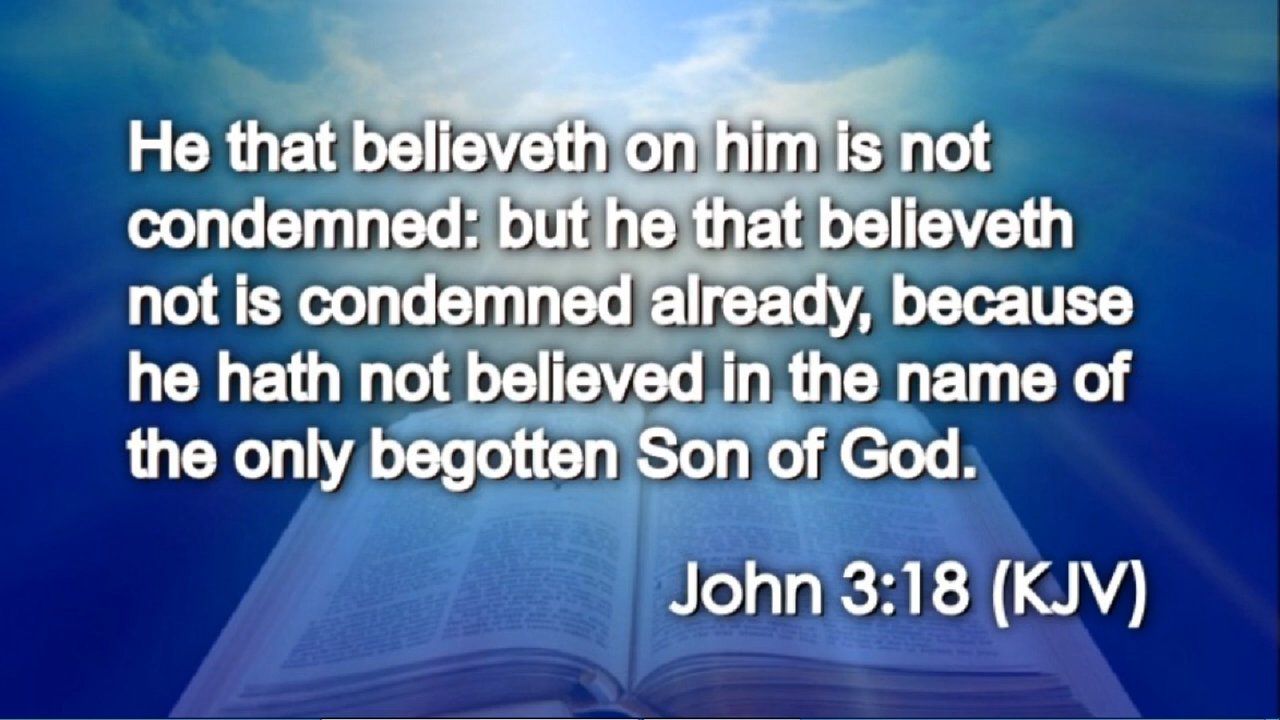 He that believeth on him is not
condemned: but he that believeth
not is condemned already, because
he hath not believed in the name of
the only begotten Son of God.
John 3:18 (KJV)